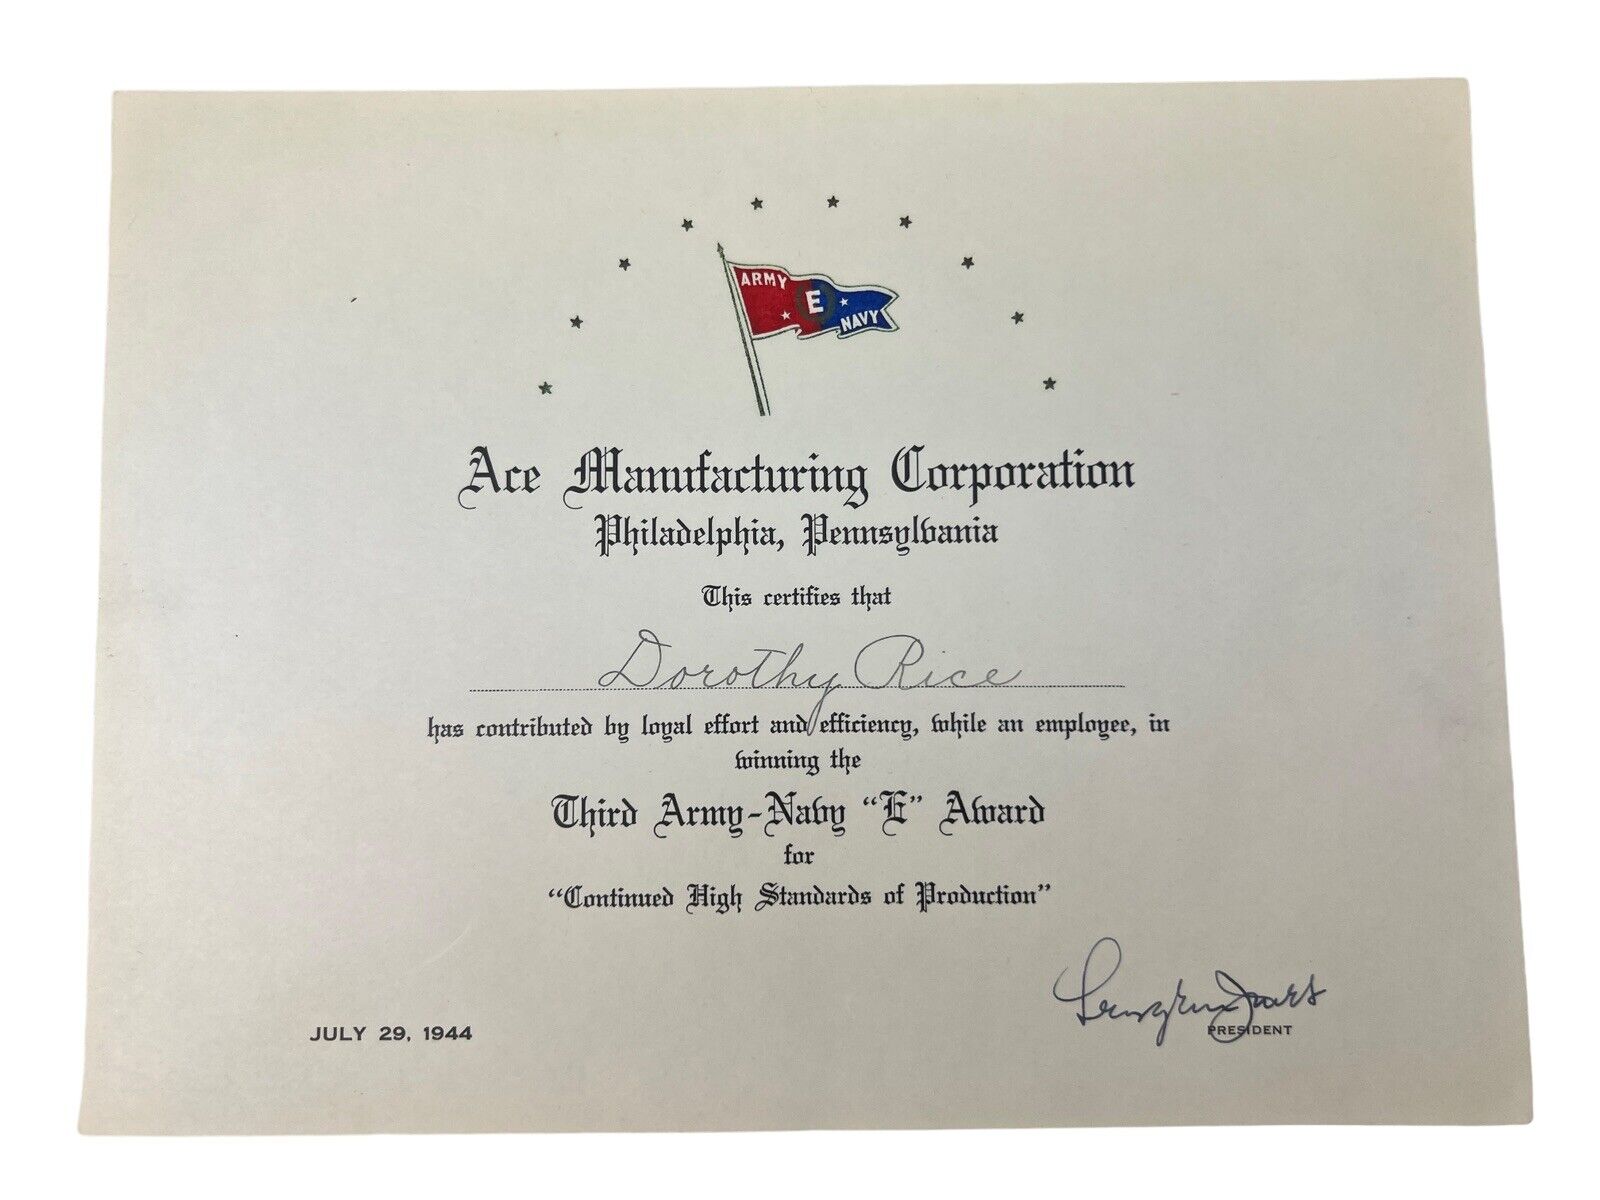 ARMY
E
NAVY
Ace Manufacturing Corporation
Philadelphia, Pennsylvania
This certifies that
Dorothy Rice
has contributed by loyal effort and efficiency, while an employee, in
winning the
Third Army-Navy "E" Award
for
"Continued High Standards of Production"
JULY 29, 1944
PRESIDENT